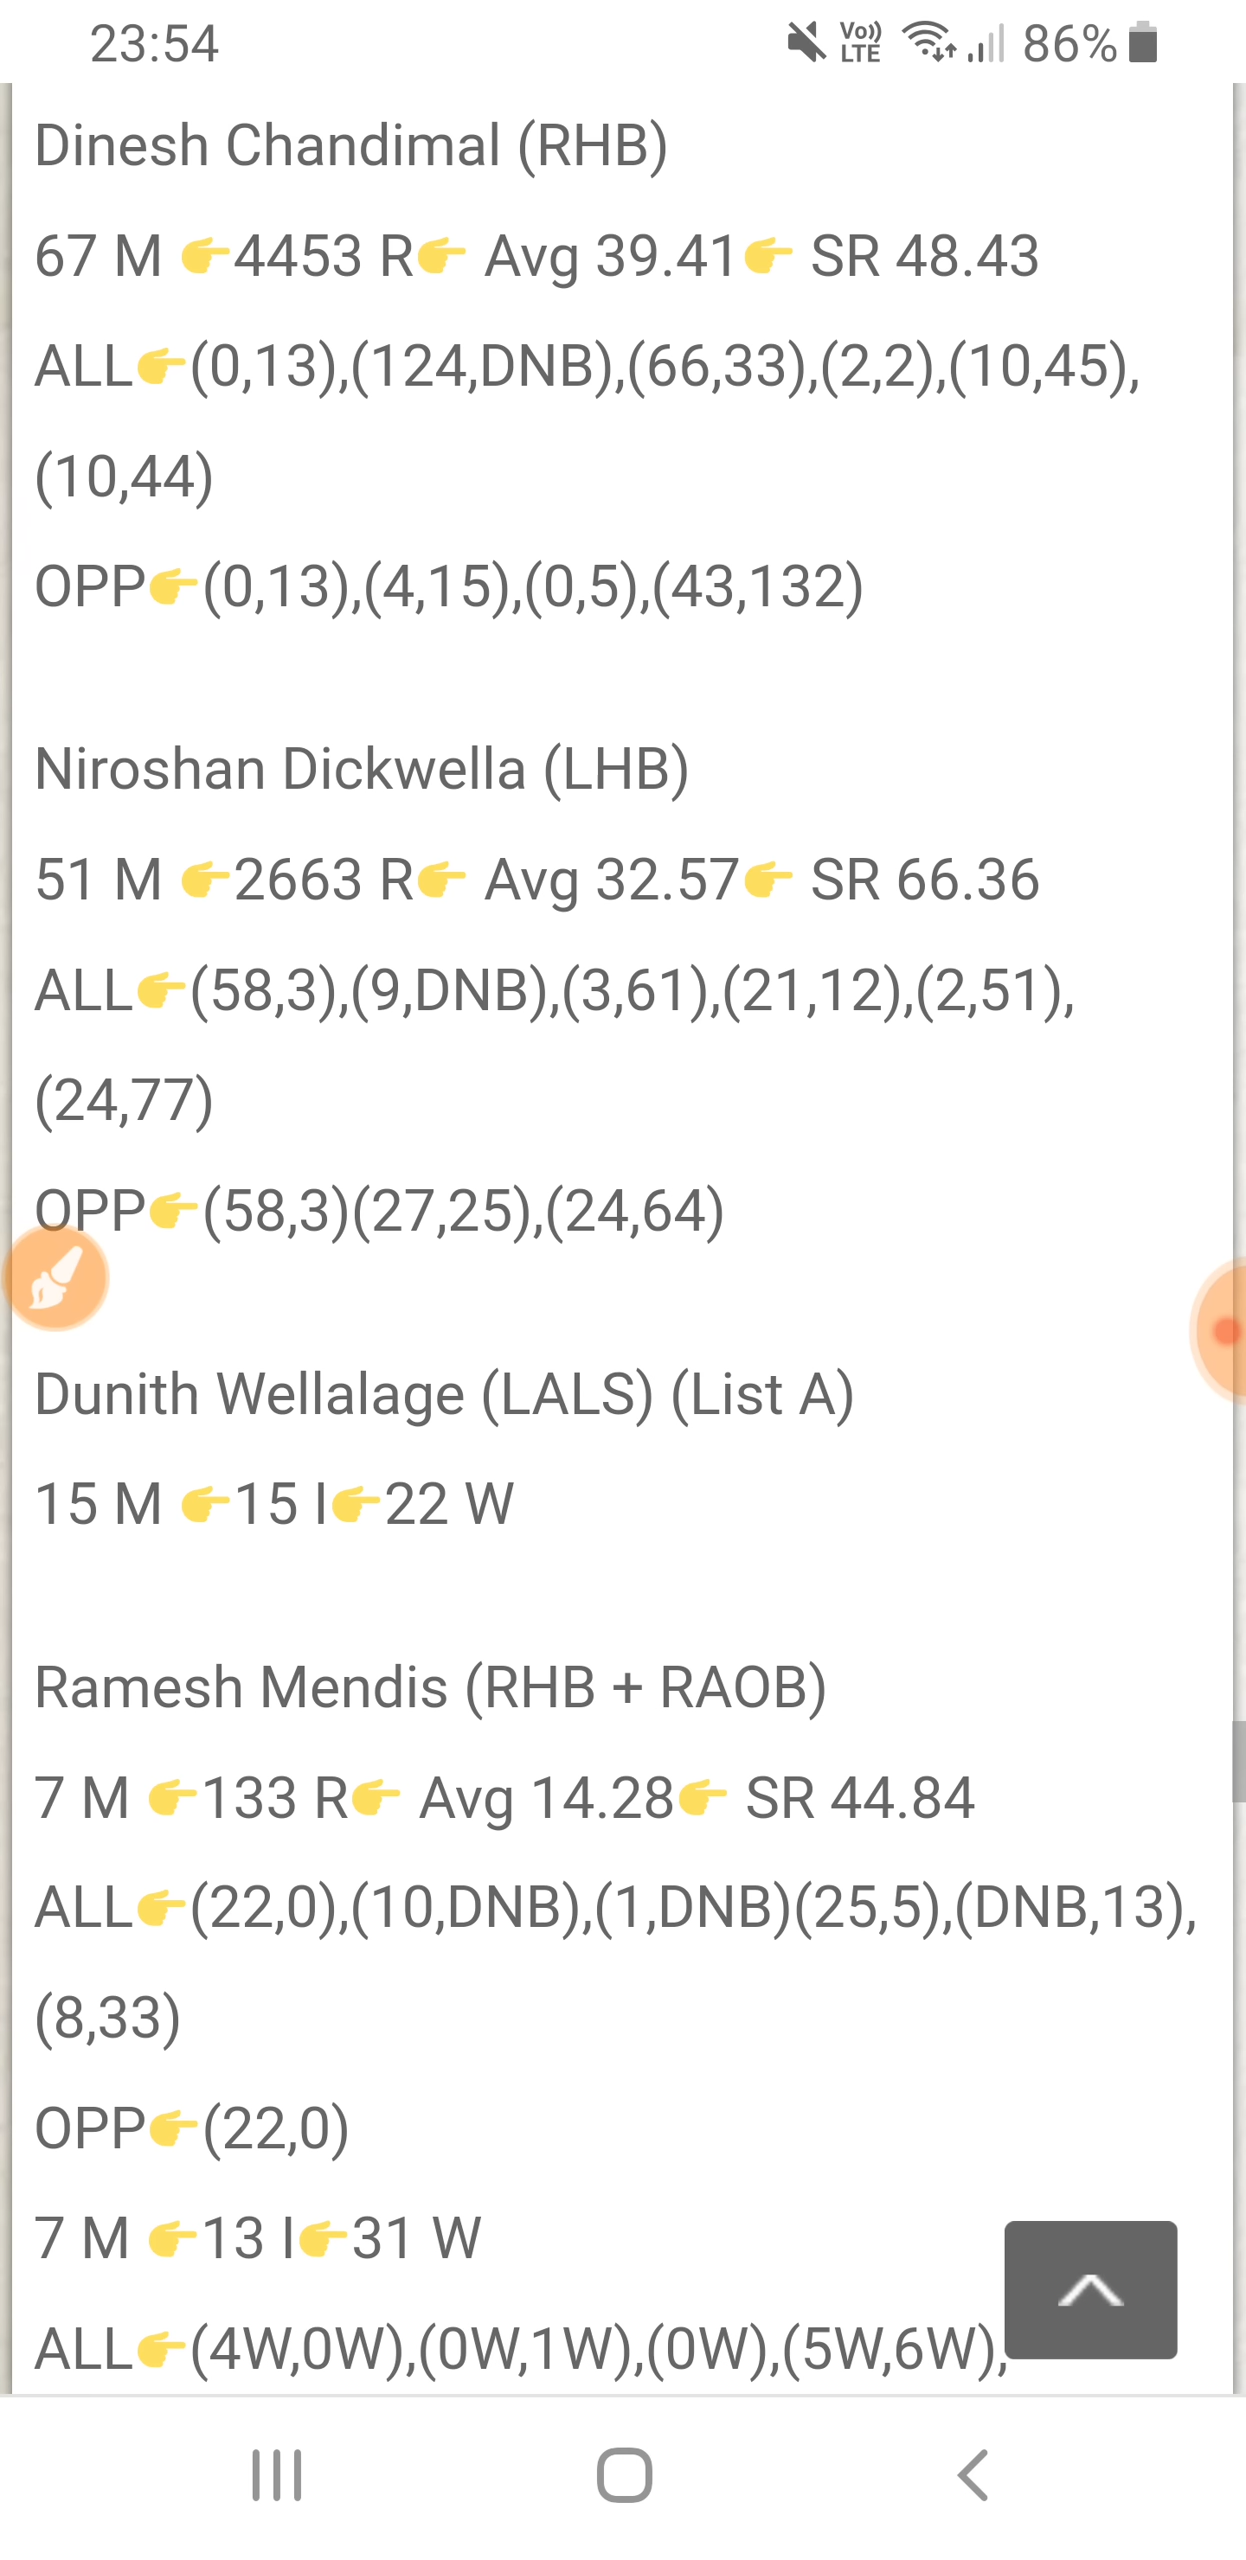 23:54
Vo)) LTE 86%
Dinesh Chandimal (RHB)
67 M 👉4453 R👉 Avg 39.41👉 SR 48.43
ALL👉(0,13),(124,DNB),(66,33),(2,2),(10,45),
(10,44)
OPP👉(0,13),(4,15),(0,5),(43,132)
Niroshan Dickwella (LHB)
51 M 👉2663 R👉 Avg 32.57👉 SR 66.36
ALL👉(58,3),(9,DNB),(3,61),(21,12),(2,51),
(24,77)
OPP👉(58,3)(27,25),(24,64)
Dunith Wellalage (LALS) (List A)
15 M 👉15 I👉22 W
Ramesh Mendis (RHB + RAOB)
7 M 👉133 R👉 Avg 14.28👉 SR 44.84
ALL👉(22,0),(10,DNB),(1,DNB)(25,5),(DNB,13),
(8,33)
OPP👉(22,0)
7 M 👉13 I👉31 W
ALL👉(4W,0W),(0W,1W),(0W),(5W,6W),